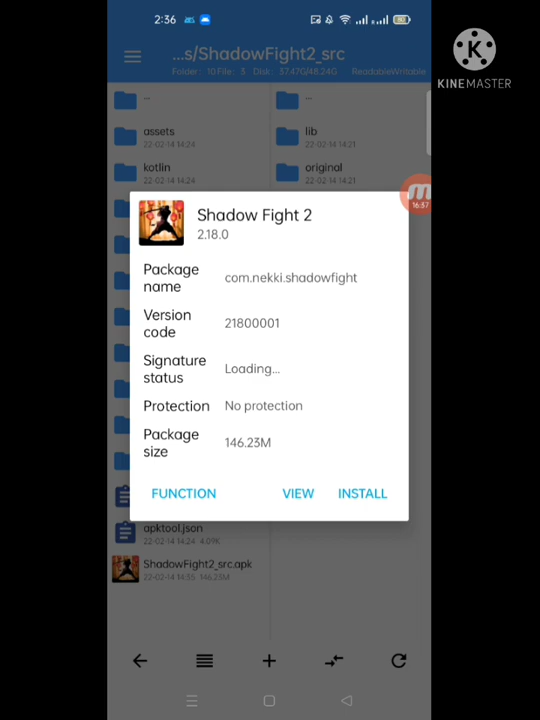 2:36
...s/ShadowFight2_src
Folder: 10 File: 3 Disk: 37.47G/48.24G ReadableWritable
KINEMASTER
..
..
assets
22-02-14 14:24
lib
22-02-14 14:21
kotlin
22-02-14 14:24
original
22-02-14 14:21
16:37
Shadow Fight 2
2.18.0
Package
name
com.nekki.shadowfight
Version
code
21800001
Signature
status
Loading...
Protection
No protection
Package
size
146.23M
FUNCTION
VIEW
INSTALL
apktool.json
22-02-14 14:24 4.09K
ShadowFight2_src.apk
22-02-14 14:35 146.23M